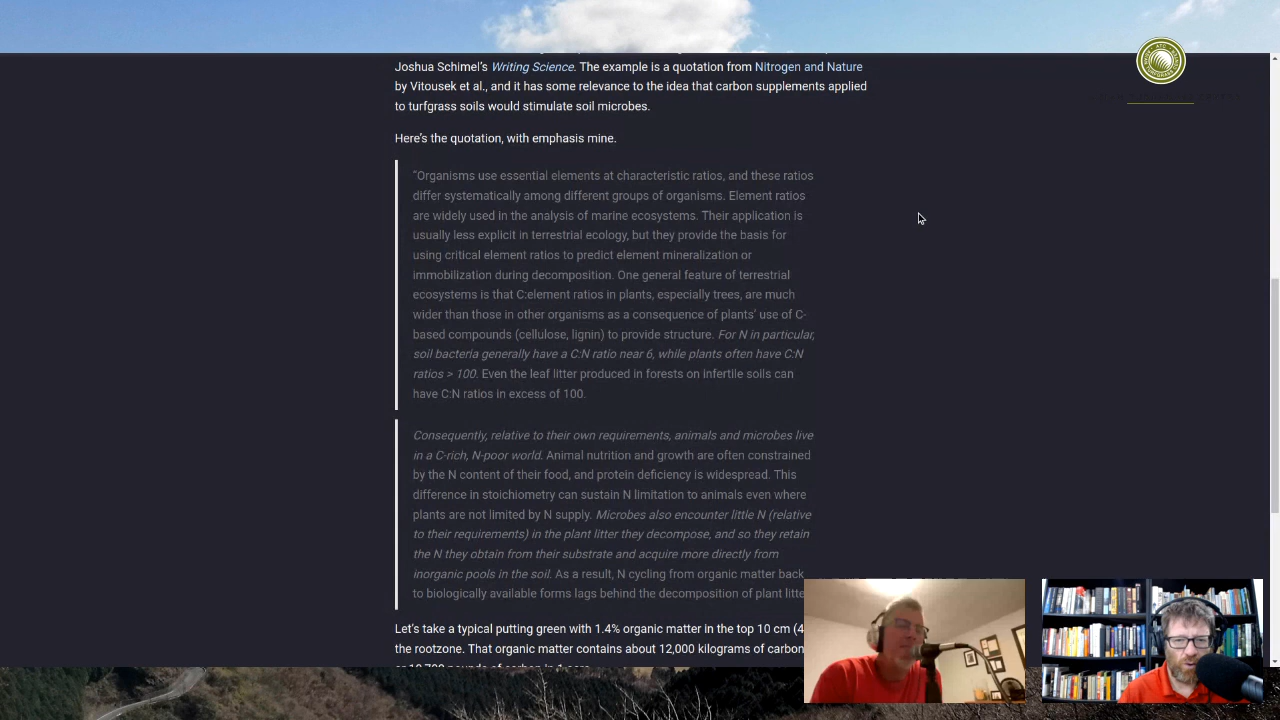 Joshua Schimel's Writing Science. The example is a quotation from Nitrogen and Nature
by Vitousek et al., and it has some relevance to the idea that carbon supplements applied
to turfgrass soils would stimulate soil microbes.
Here's the quotation, with emphasis mine.
"Organisms use essential elements at characteristic ratios, and these ratios
differ systematically among different groups of organisms. Element ratios
are widely used in the analysis of marine ecosystems. Their application is
usually less explicit in terrestrial ecology, but they provide the basis for
using critical element ratios to predict element mineralization or
immobilization during decomposition. One general feature of terrestrial
ecosystems is that C:element ratios in plants, especially trees, are much
wider than those in other organisms as a consequence of plants' use of C-
based compounds (cellulose, lignin) to provide structure. For N in particular,
soil bacteria generally have a C:N ratio near 6, while plants often have C:N
ratios > 100. Even the leaf litter produced in forests on infertile soils can
have C:N ratios in excess of 100.
Consequently, relative to their own requirements, animals and microbes live
in a C-rich, N-poor world. Animal nutrition and growth are often constrained
by the N content of their food, and protein deficiency is widespread. This
difference in stoichiometry can sustain N limitation to animals even where
plants are not limited by N supply. Microbes also encounter little N (relative
to their requirements) in the plant litter they decompose, and so they retain
the N they obtain from their substrate and acquire more directly from
inorganic pools in the soil. As a result, N cycling from organic matter back
to biologically available forms lags behind the decomposition of plant
Let's take a typical putting green with 1.4% organic matter in the top 10 cm
the rootzone. That organic matter contains about 12,000 kilograms of carbon